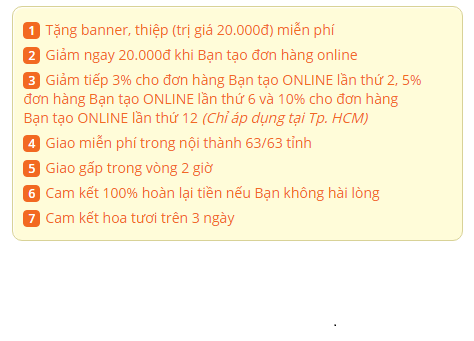 1 Tặng banner, thiệp (trị giá 20.000đ) miễn phí
2 Giảm ngay 20.000đ khi Bạn tạo đơn hàng online
3 Giảm tiếp 3% cho đơn hàng Bạn tạo ONLINE lần thứ 2, 5%
đơn hàng Bạn tạo ONLINE lần thứ 6 và 10% cho đơn hàng
Bạn tạo ONLINE lần thứ 12 (Chỉ áp dụng tại Tp. HCM)
4 Giao miễn phí trong nội thành 63/63 tỉnh
5 Giao gấp trong vòng 2 giờ
6 Cam kết 100% hoàn lại tiền nếu Bạn không hài lòng
7 Cam kết hoa tươi trên 3 ngày
.